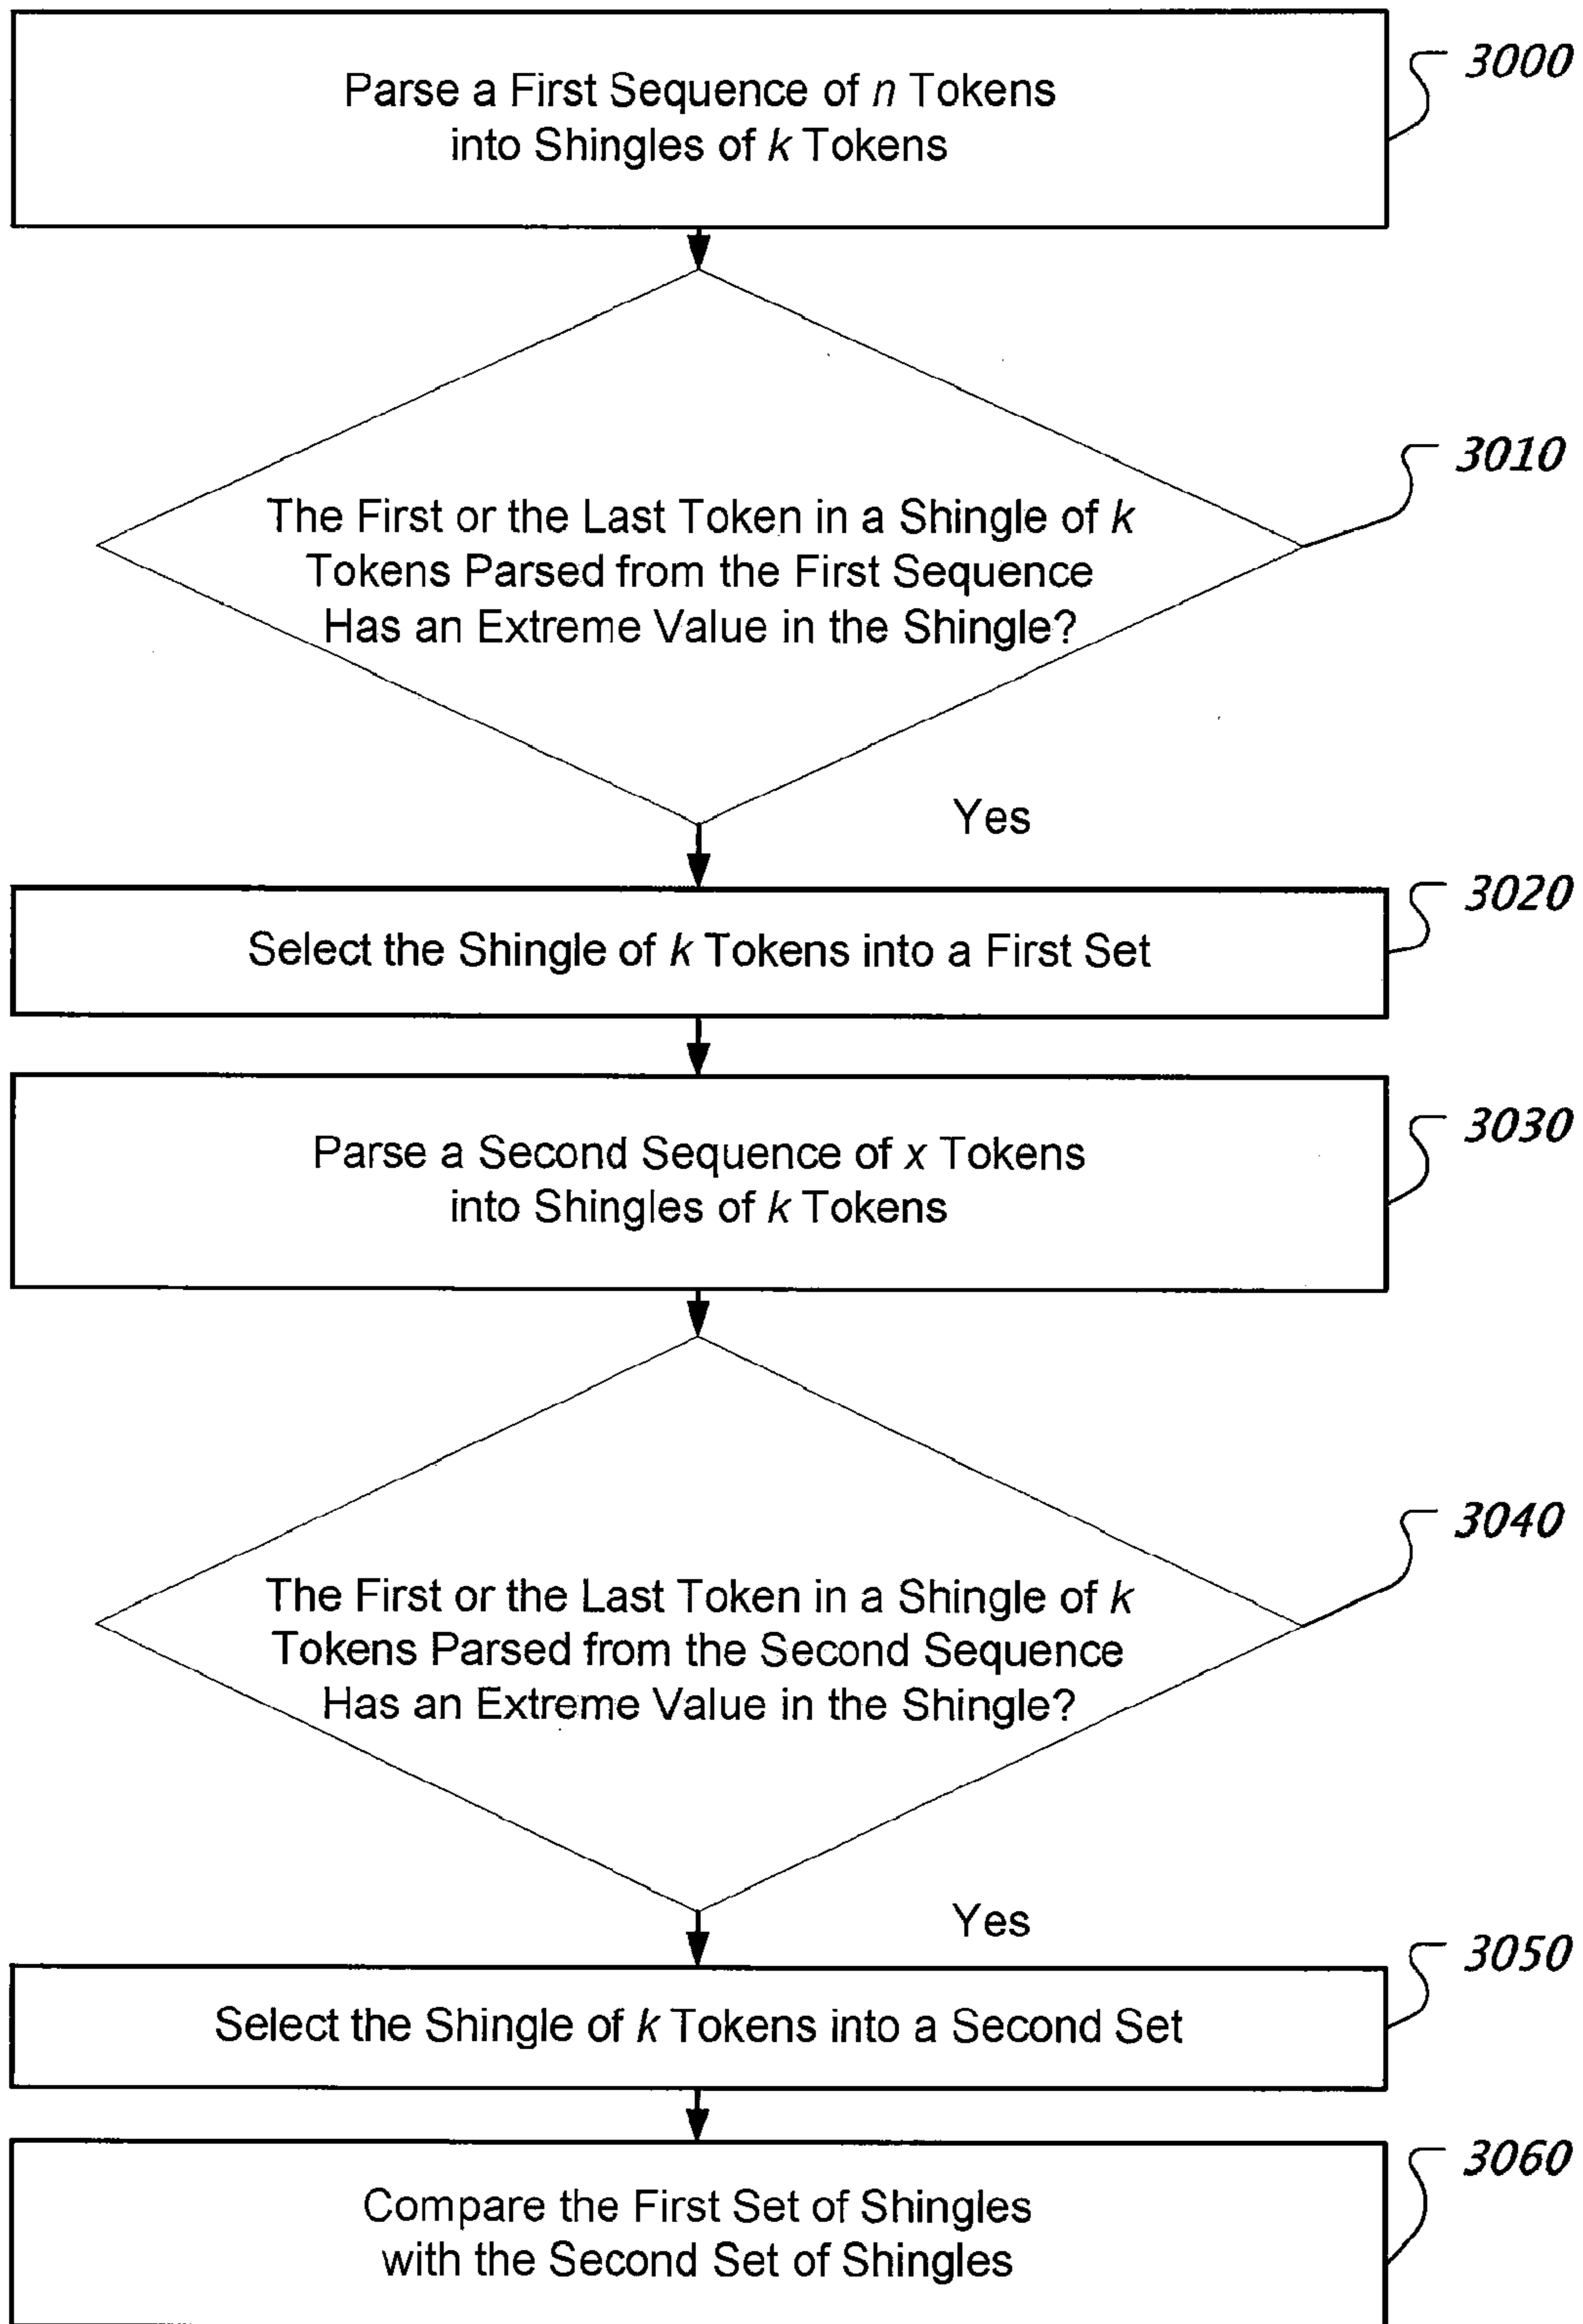 Parse a First Sequence of n Tokens
into Shingles of k Tokens
3000
The First or the Last Token in a Shingle of k
Tokens Parsed from the First Sequence
Has an Extreme Value in the Shingle?
3010
Yes
Select the Shingle of k Tokens into a First Set
3020
Parse a Second Sequence of x Tokens
into Shingles of k Tokens
3030
The First or the Last Token in a Shingle of k
Tokens Parsed from the Second Sequence
Has an Extreme Value in the Shingle?
3040
Yes
Select the Shingle of k Tokens into a Second Set
3050
Compare the First Set of Shingles
with the Second Set of Shingles
3060